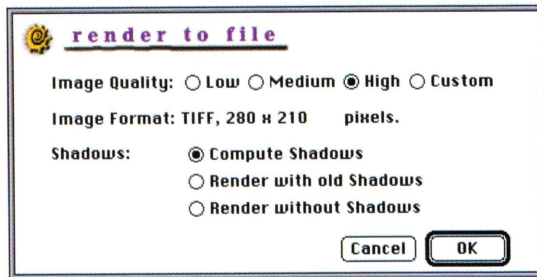 render to file
Image Quality: Low Medium High Custom
Image Format: TIFF, 280 x 210 pixels.
Shadows: Compute Shadows
Render with old Shadows
Render without Shadows
Cancel OK